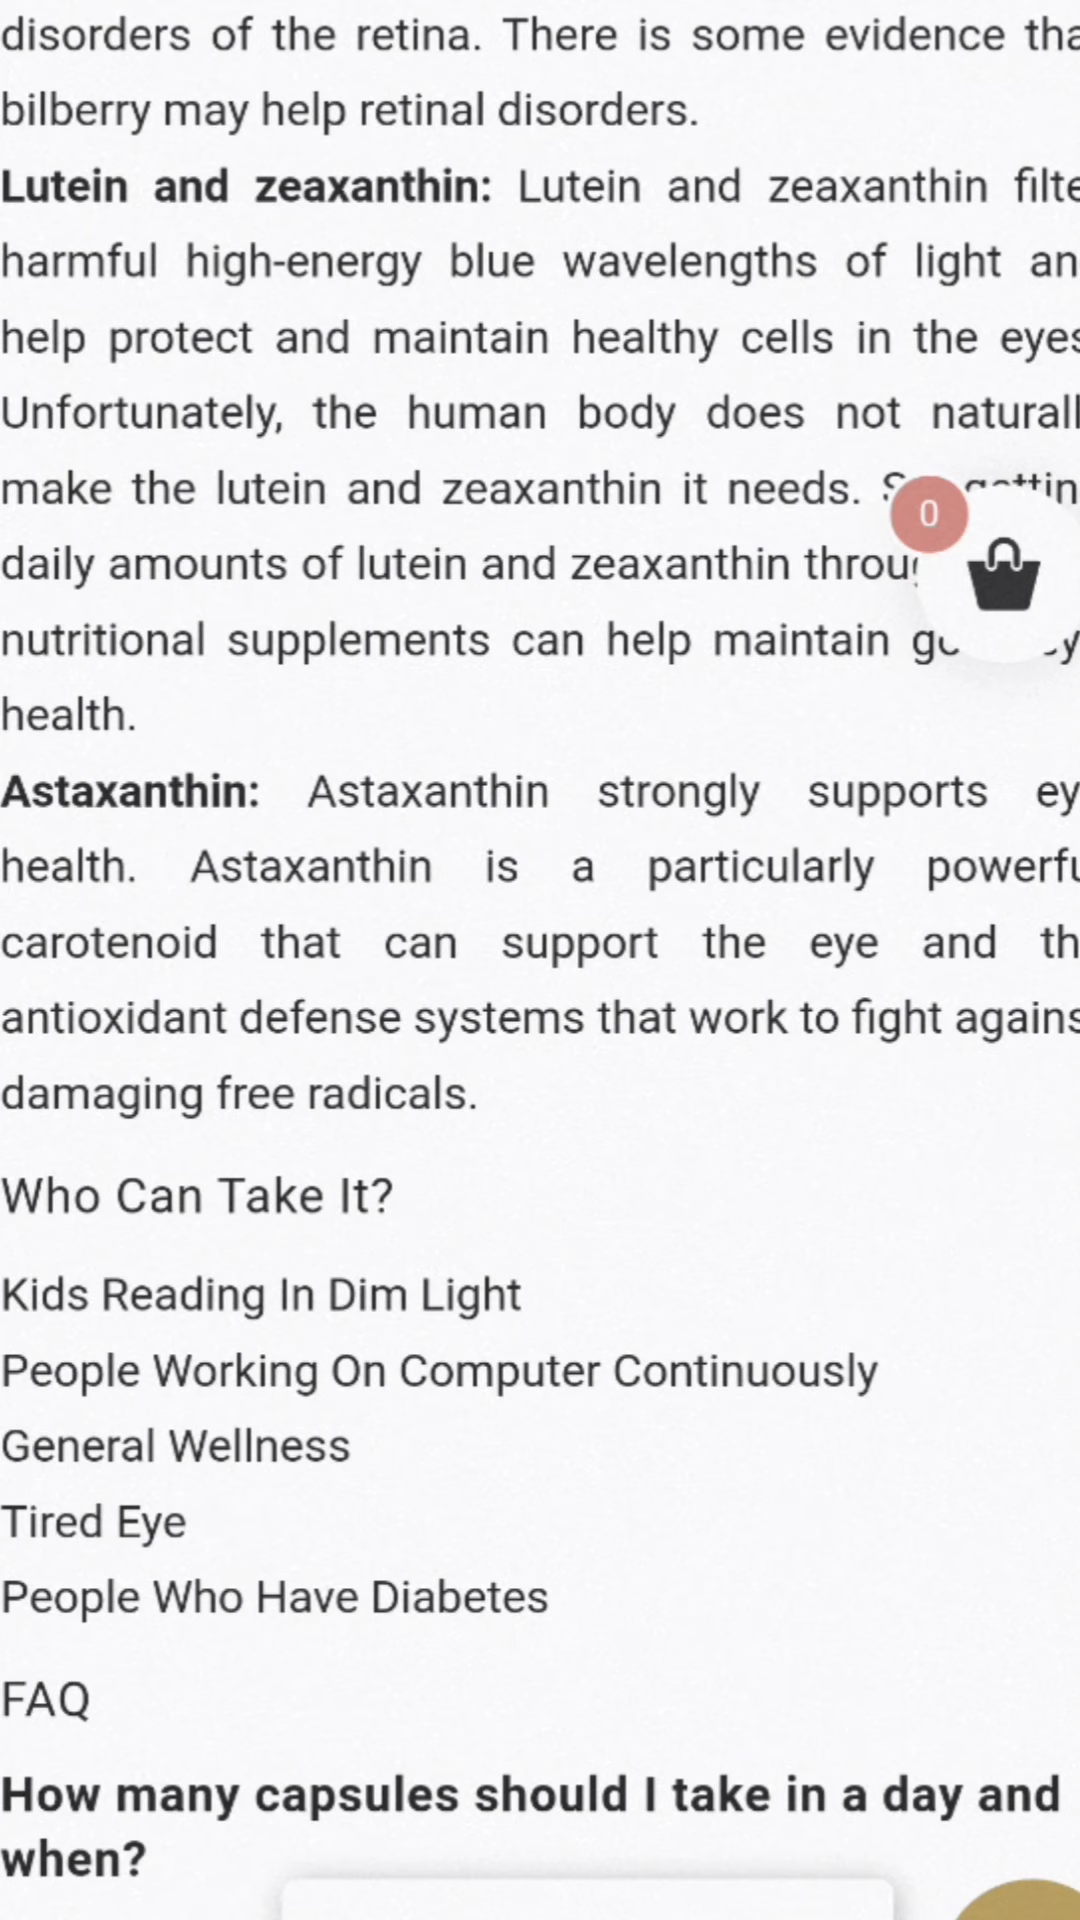 disorders of the retina. There is some evidence tha
bilberry may help retinal disorders.
Lutein and zeaxanthin: Lutein and zeaxanthin filte
harmful high-energy blue wavelengths of light an
help protect and maintain healthy cells in the eyes
Unfortunately, the human body does not naturall
make the lutein and zeaxanthin it needs.
0
daily amounts of lutein and zeaxanthin
nutritional supplements can help maintain
health.
Astaxanthin: Astaxanthin strongly supports ey
health. Astaxanthin is a particularly powerfu
carotenoid that can support the eye and th
antioxidant defense systems that work to fight agains
damaging free radicals.
Who Can Take It?
Kids Reading In Dim Light
People Working On Computer Continuously
General Wellness
Tired Eye
People Who Have Diabetes
FAQ
How many capsules should I take in a day and
when?